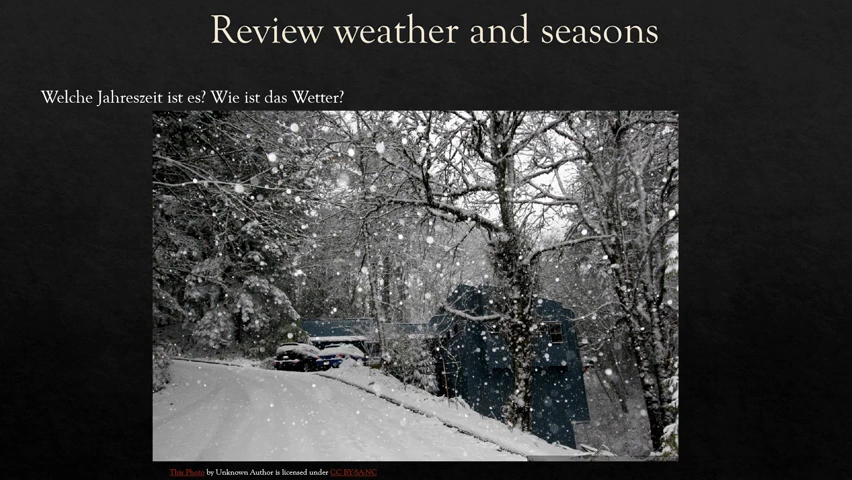 Review weather and seasons
Welche Jahreszeit ist es? Wie ist das Wetter?
This Photo by Unknown Author is licensed under CC BY-SA-NC